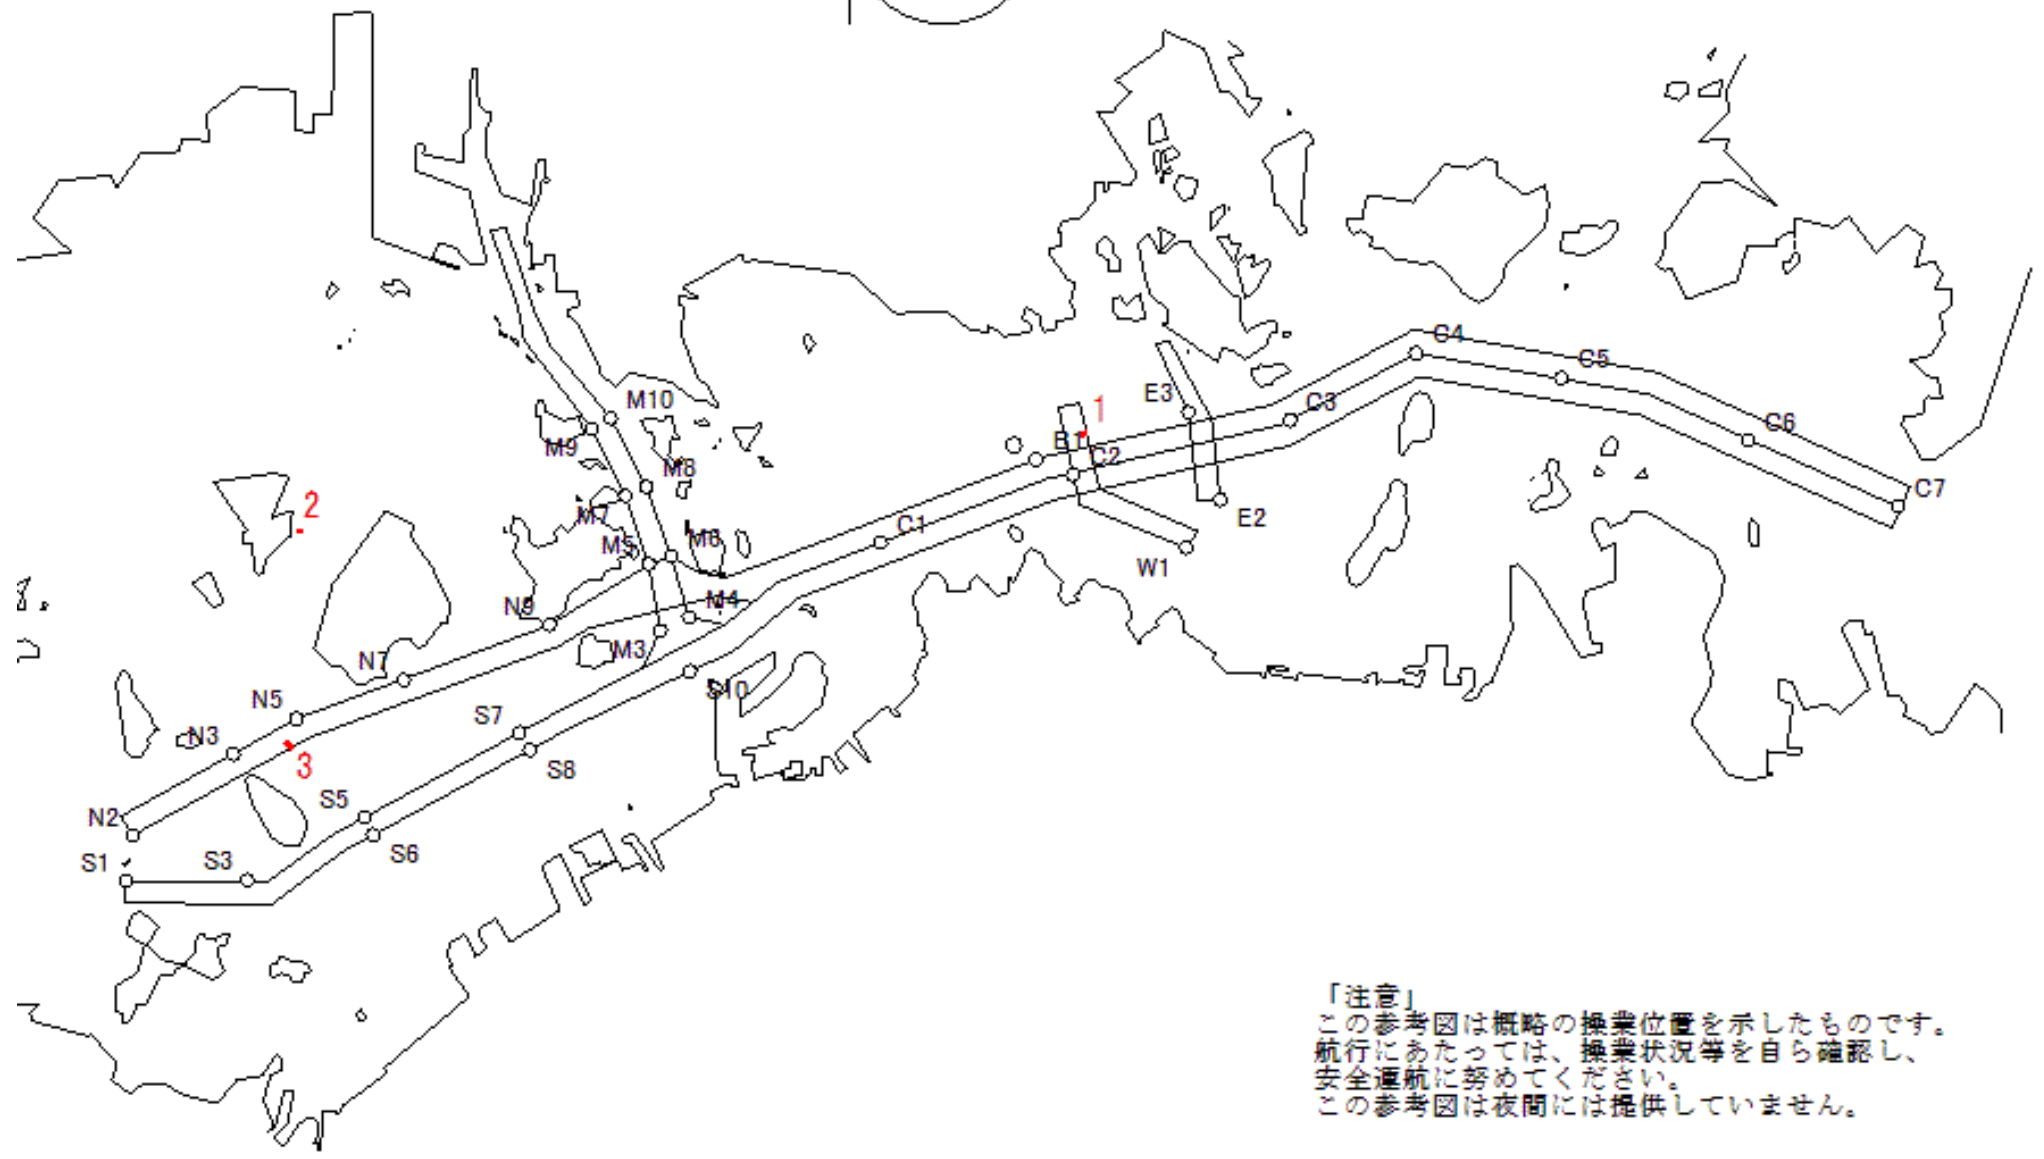 C4
C5
M10
E3
1
C3
C6
M9
B1
C2
M8
C7
2
M7
E2
C1
M5
M6
W1
N9
M4
M3
N7
S10
N5
S7
N3
3
S8
S5
N2
S6
S1
S3
「注意」
この参考図は概略の操業位置を示したものです。
航行にあたっては、操業状況等を自ら確認し、
安全運航に努めてください。
この参考図は夜間には提供していません。